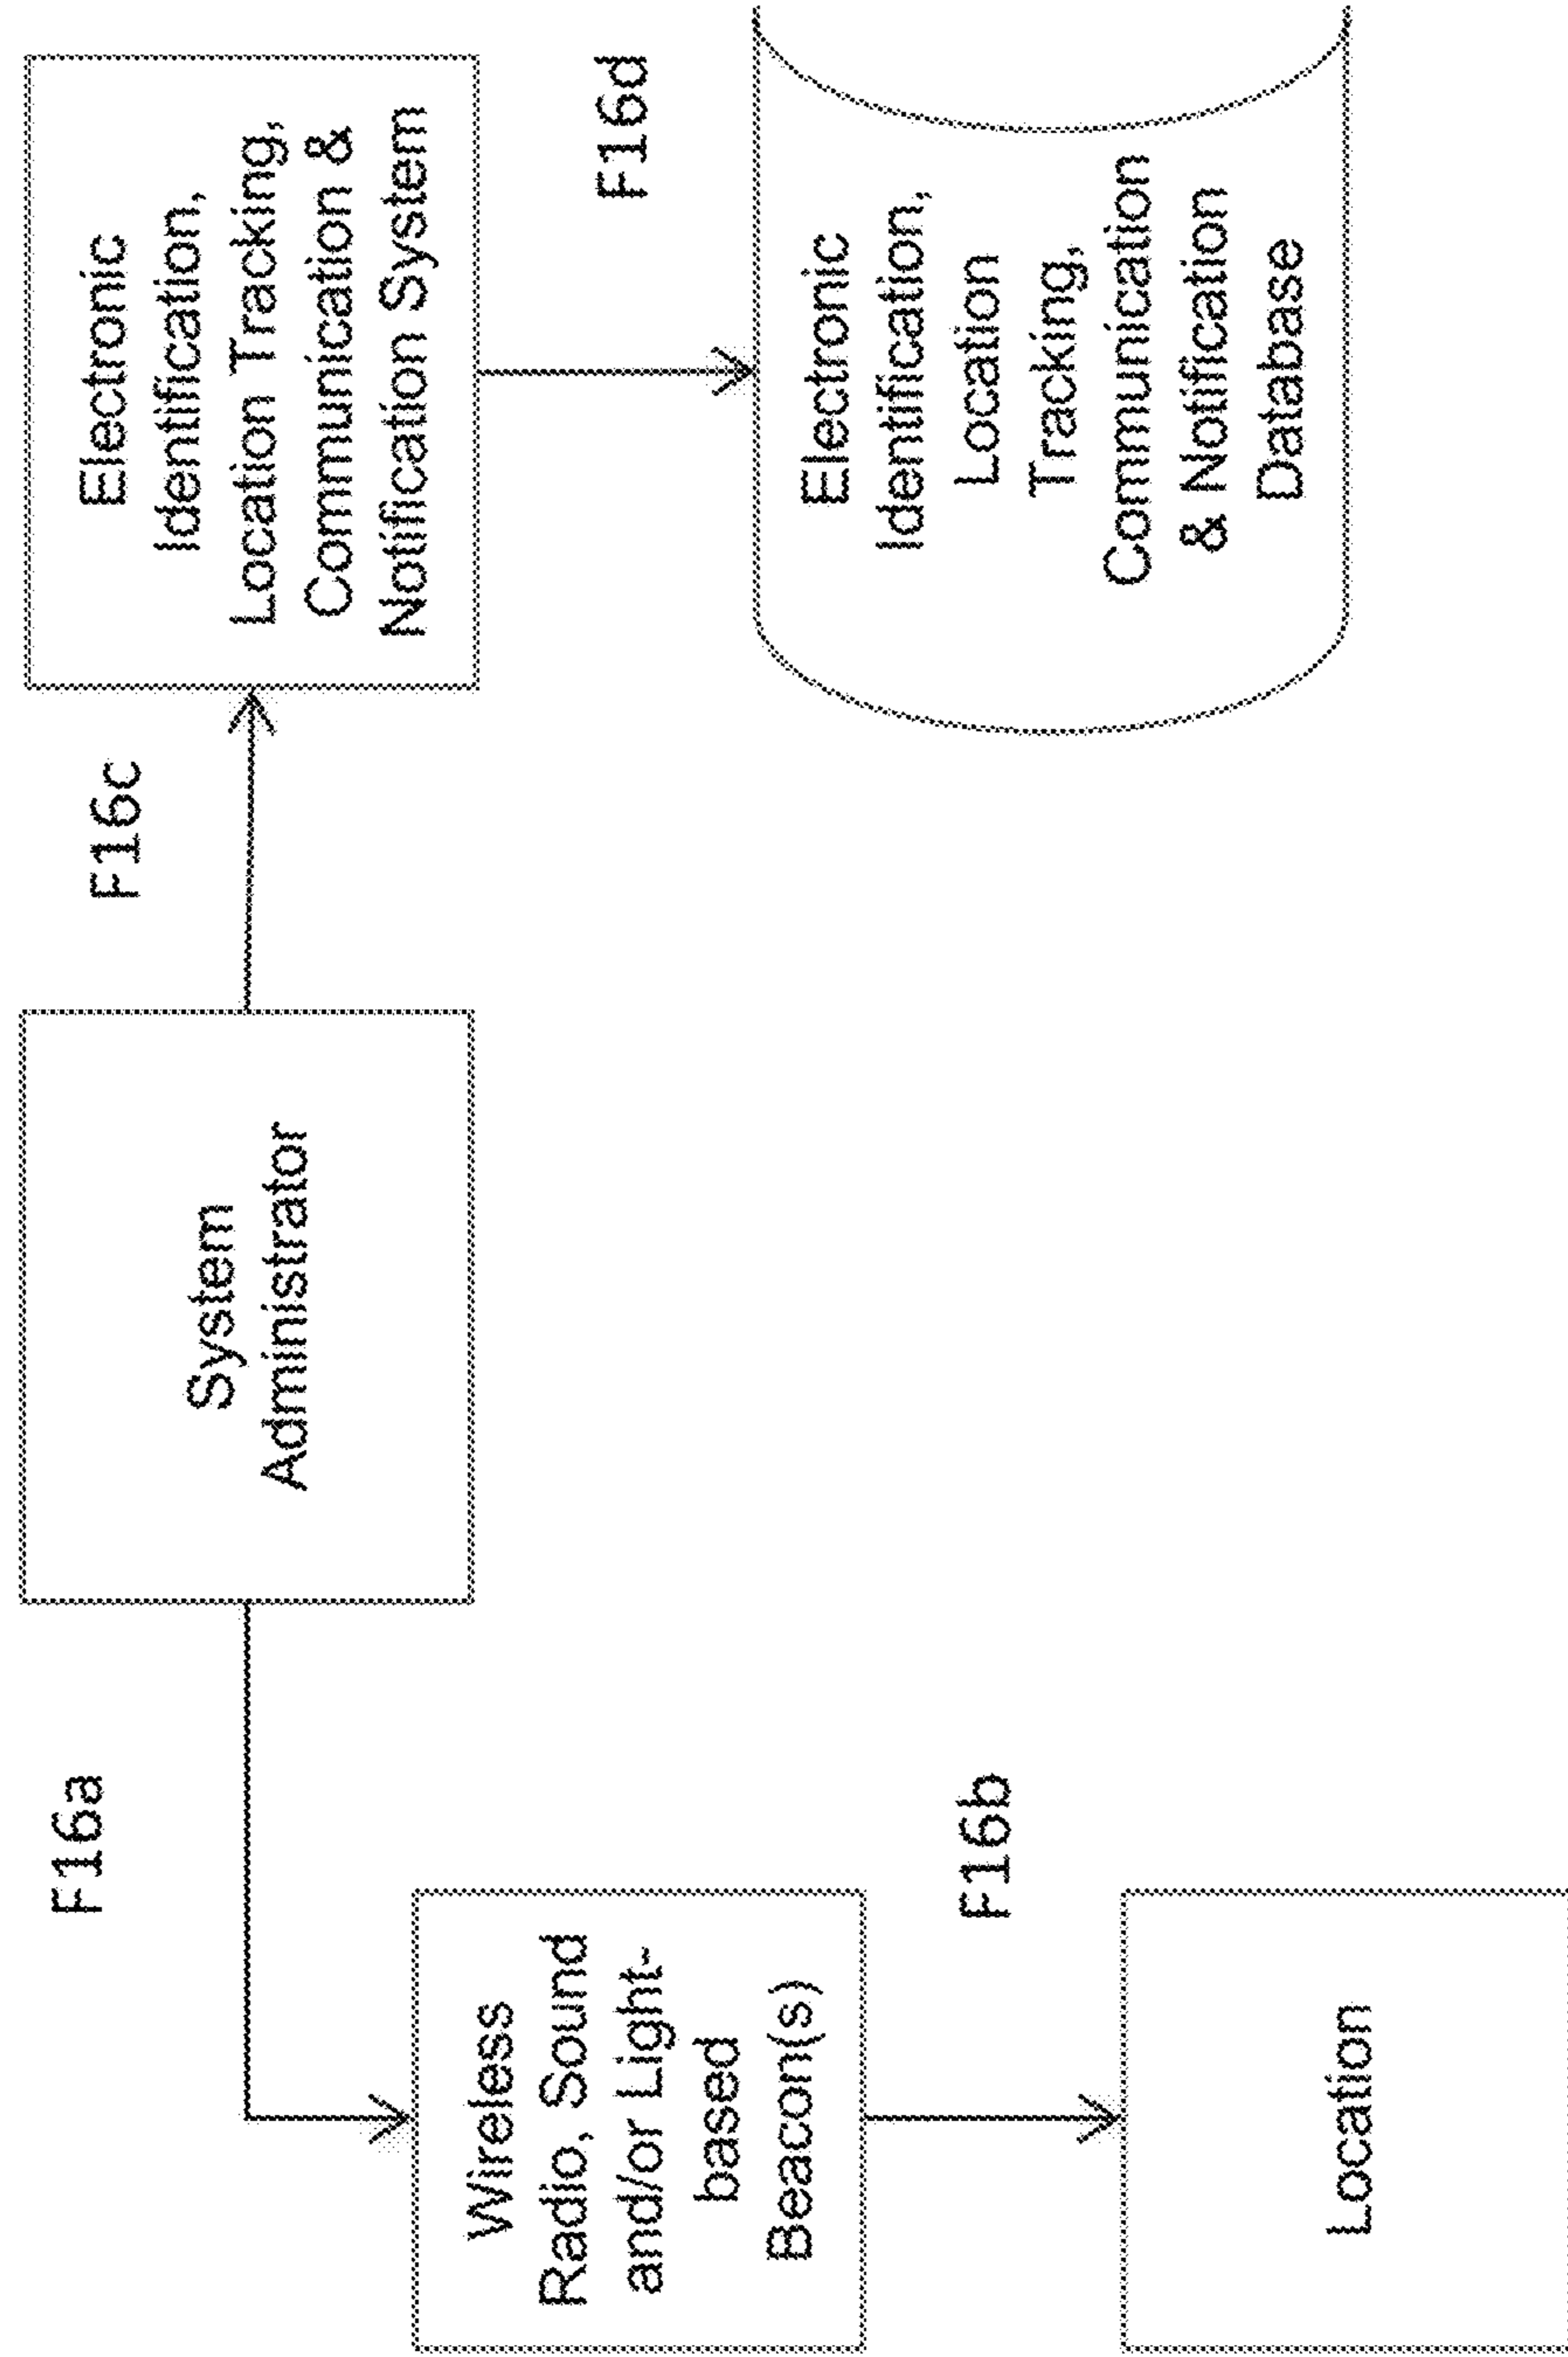 F16a
System
Administrator
F16c
Electronic
Identification,
Location Tracking,
Communication &
Notification System
Wireless
Radio, Sound
and/or Light-
based
Beacon(s)
F16d
F16b
Electronic
Identification,
Location
Tracking,
Communication
& Notification
Database
Location